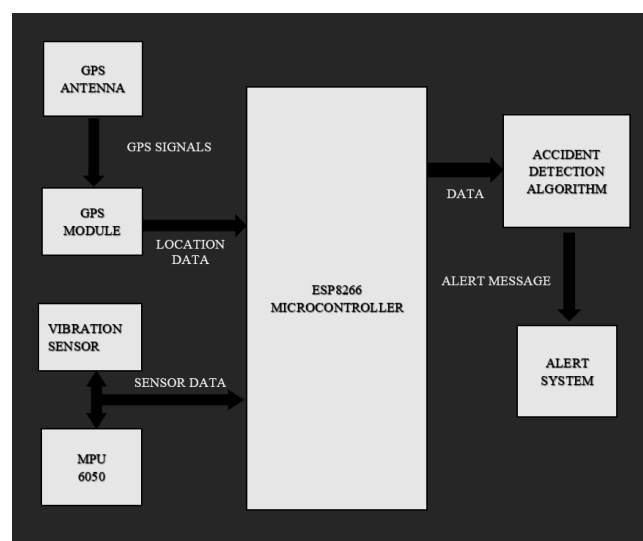 GPS
ANTENNA
GPS SIGNALS
GPS
MODULE
LOCATION
DATA
VIBRATION
SENSOR
SENSOR DATA
MPU
6050
ESP8266
MICROCONTROLLER
DATA
ACCIDENT
DETECTION
ALGORITHM
ALERT MESSAGE
ALERT
SYSTEM